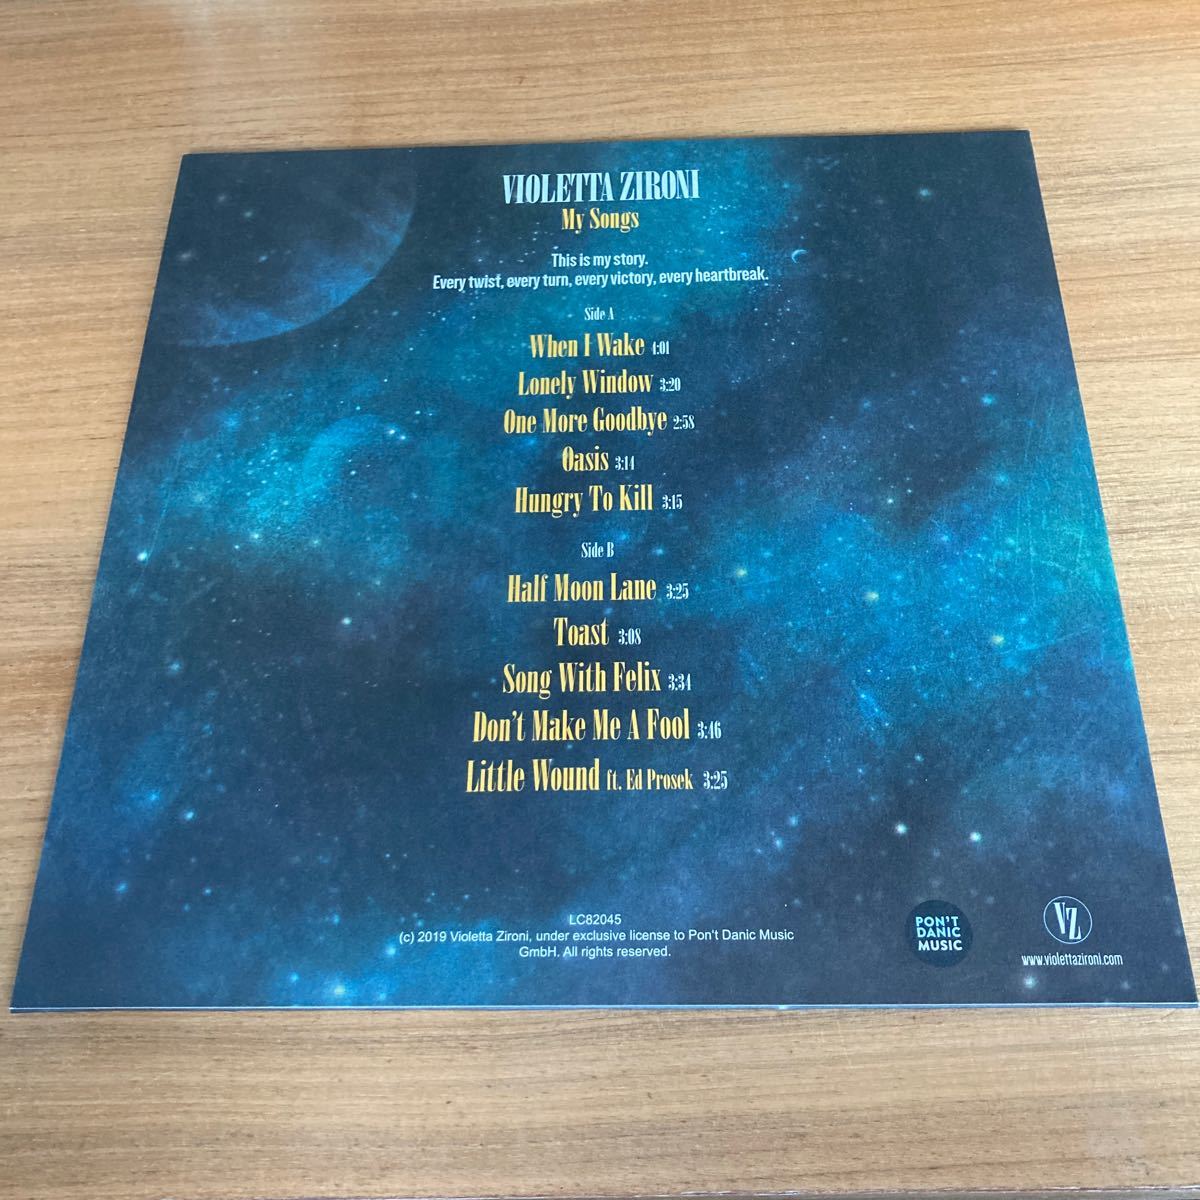 VIOLETTA ZIRONI
My Songs
This is my story.
Every twist, every turn, every victory, every heartbreak.
Side A
When I Wake 4:01
Lonely Window 3:20
One More Goodbye 2:58
Oasis 3:14
Hungry To Kill 3:15
Side B
Half Moon Lane 3:25
Toast 3:08
Song With Felix 3:34
Don't Make Me A Fool 3:46
Little Wound ft. Ed Prosek 3:25
LC82045
(c) 2019 Violetta Zironi, under exclusive license to Pon't Danic Music
GmbH. All rights reserved.
PON'T
DANIC
MUSIC
VZ
www.violettazironi.com